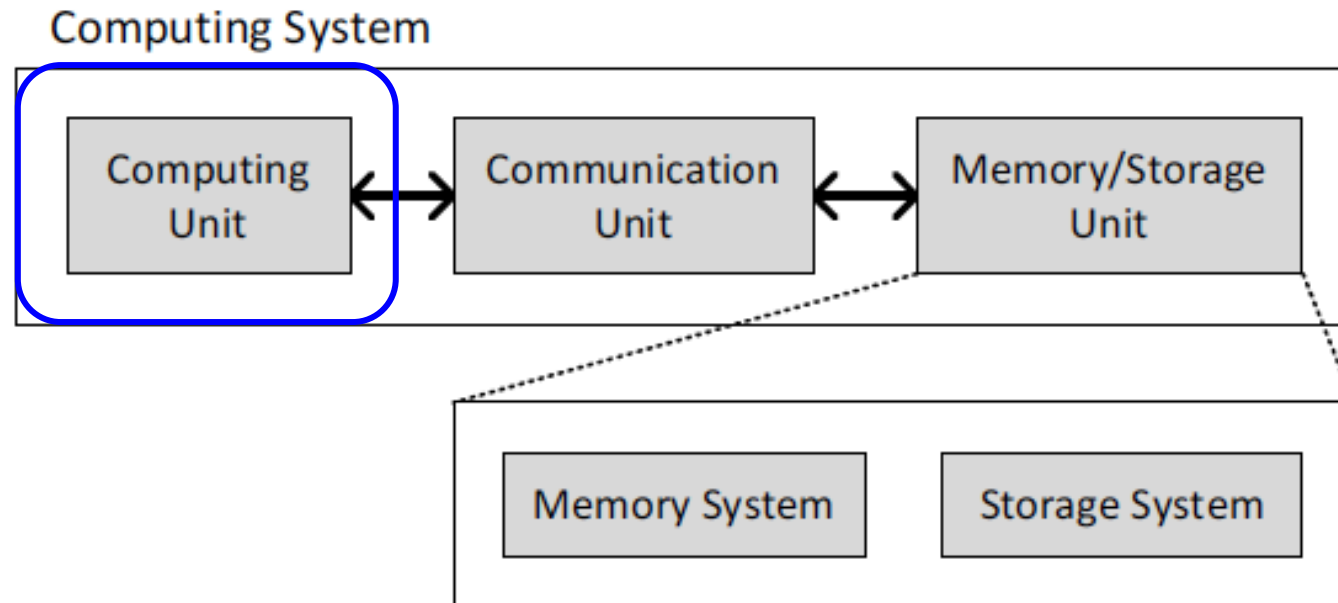 Computing System
Computing
Unit
Communication
Unit
Memory/Storage
Unit
Memory System
Storage System